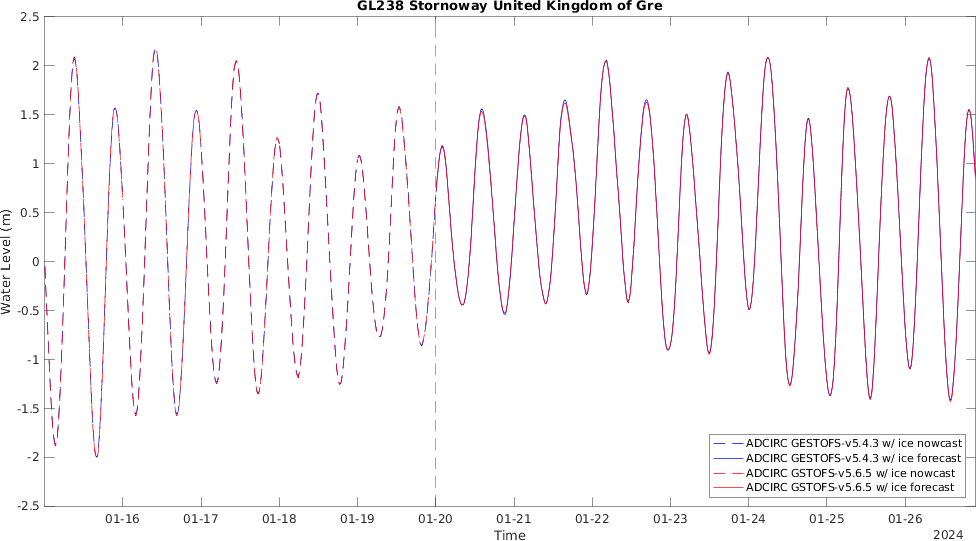 GL238 Stornoway United Kingdom of Gre
Water Level (m)
2.5
2
1.5
1
0.5
0
-0.5
-1
-1.5
-2
-2.5
ADCIRC GESTOFS-v5.4.3 w/ ice nowcast
ADCIRC GESTOFS-v5.4.3 w/ ice forecast
ADCIRC GSTOFS-v5.6.5 w/ ice nowcast
ADCIRC GSTOFS-v5.6.5 w/ ice forecast
01-16 01-17 01-18 01-19 01-20 01-21 01-22 01-23 01-24 01-25 01-26
Time
2024